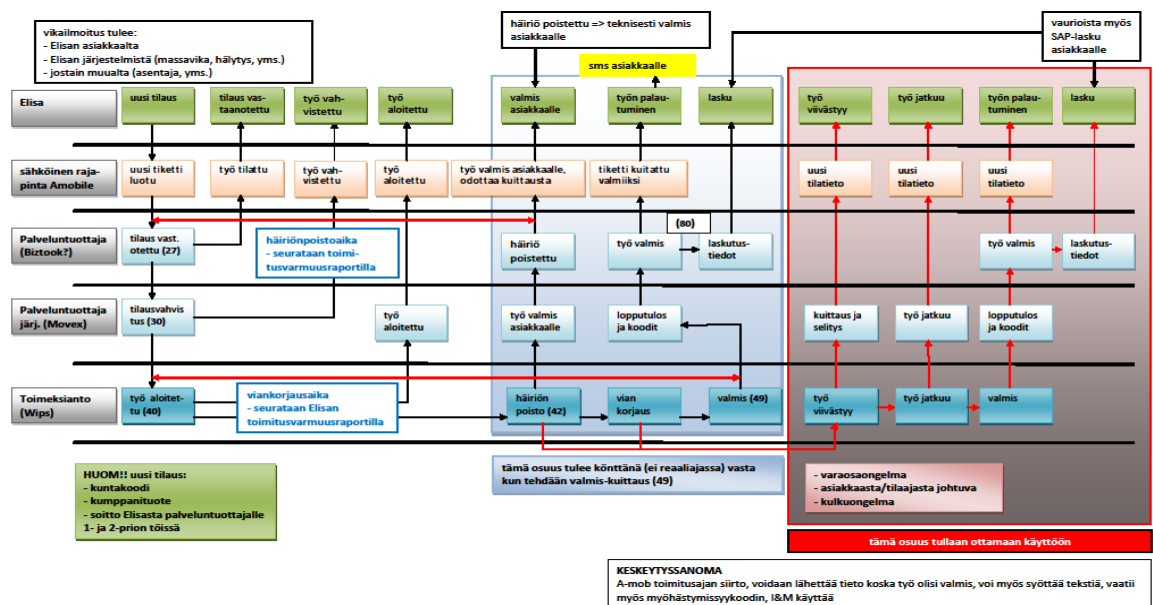 vikailmoitus tulee:
- Elisan asiakkaalta
- Elisan järjestelmistä (massavika, hälytys, yms.)
- jostain muualta (asentaja, yms.)
häiriö poistettu => teknisesti valmis
asiakkaalle
sms asiakkaalle
vaurioista myös
SAP-lasku
asiakkaalle
Elisa
uusi tilaus
tilaus vas-
taanotettu
työ vah-
vistettu
työ
aloitettu
valmis
asiakkaalle
työn palau-
tuminen
lasku
työ
viivästyy
työ jatkuu
työn palau-
tuminen
lasku
sähköinen raja-
pinta Amobile
uusi tiketti
luotu
työ tilattu
työ vah-
vistettu
työ
aloitettu
työ valmis asiakkaalle,
odottaa kuittausta
tiketti kuitattu
valmiiksi
uusi
tilatieto
uusi
tilatieto
uusi
tilatieto
Palveluntuottaja
(Biztook?)
tilaus vast.
otettu (27)
häiriönpoistoaika
- seurataan toimi-
tusvarmuusraportilla
häiriö
poistettu
työ valmis
(80)
laskutus-
tiedot
työ valmis
laskutus-
tiedot
Palveluntuottaja
järj. (Movex)
tilausvahvis
tus (30)
työ
aloitettu
työ valmis
asiakkaalle
lopputulos
ja koodit
kuittaus ja
selitys
työ jatkuu
lopputulos
ja koodit
Toimeksianto
(Wips)
työ aloitet-
tu (40)
viankorjausaika
- seurataan Elisan
toimitusvarmuusraportilla
häiriön
poisto (42)
vian
korjaus
valmis (49)
työ
viivästyy
työ jatkuu
valmis
HUOM!! uusi tilaus:
- kuntakoodi
- kumppanituote
- soitto Elisasta palveluntuottajalle
1- ja 2-prion töissä
tämä osuus tulee könttänä (ei reaaliajassa) vasta
kun tehdään valmis-kuittaus (49)
- varaosaongelma
- asiakkaasta/tilaajasta johtuva
- kulkuongelma
tämä osuus tullaan ottamaan käyttöön
KESKEYTYSSANOMA
A-mob toimitusajan siirto, voidaan lähettää tieto koska työ olisi valmis, voi myös syöttää tekstiä, vaatii
myös myöhästymissyykoodin, I&M käyttää